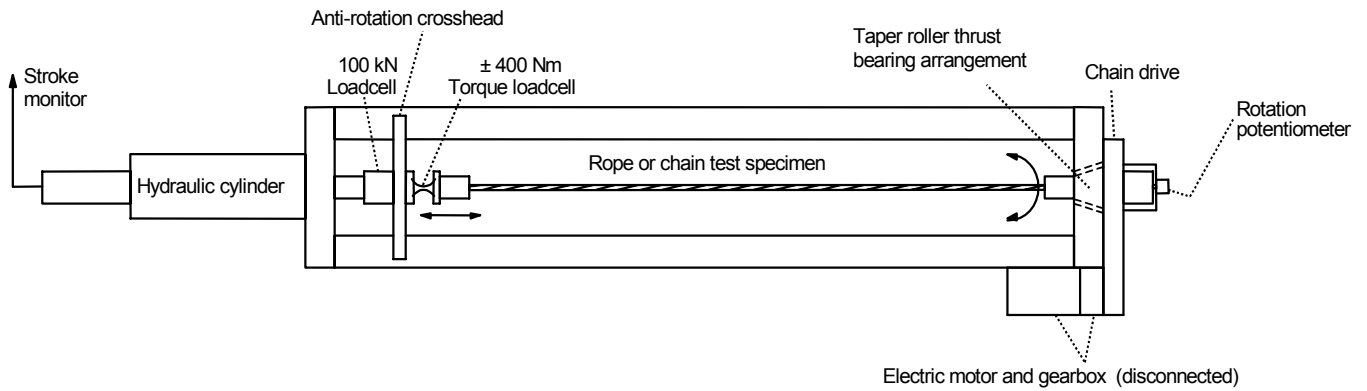 Anti-rotation crosshead
Stroke
monitor
100 kN
Loadcell
± 400 Nm
Torque loadcell
Taper roller thrust
bearing arrangement
Chain drive
Rotation
potentiometer
Hydraulic cylinder
Rope or chain test specimen
Electric motor and gearbox (disconnected)